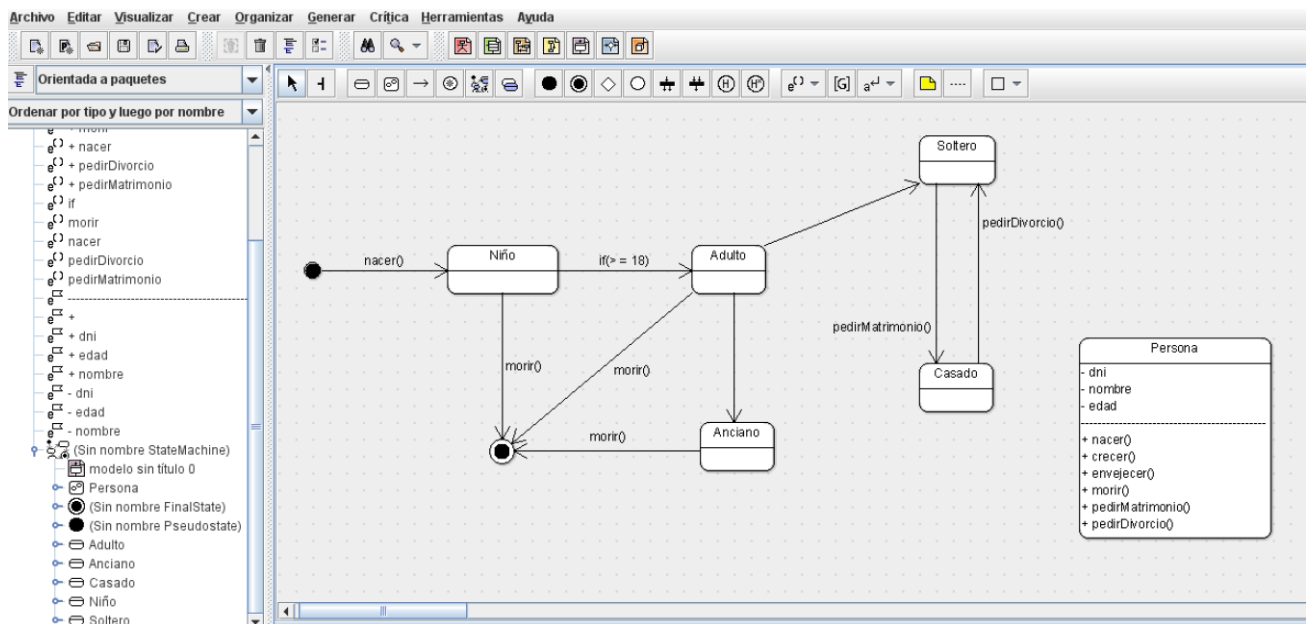 Archivo Editar Visualizar Crear Organizar Generar Crítica Herramientas Ayuda
Orientada a paquetes
Ordenar por tipo y luego por nombre
+ morir
+ nacer
+ pedirDivorcio
+ pedirMatrimonio
if
morir
nacer
pedirDivorcio
pedirMatrimonio
----------------------------------------
+
+ dni
+ edad
+ nombre
- dni
- edad
- nombre
(Sin nombre StateMachine)
modelo sin título 0
Persona
(Sin nombre FinalState)
(Sin nombre Pseudostate)
Adulto
Anciano
Casado
Niño
Soltero
Soltero
pedirDivorcio()
nacer()
Niño
if(> = 18)
Adulto
pedirMatrimonio()
morir()
morir()
Casado
morir()
Anciano
Persona
- dni
- nombre
- edad
----------------------------------------
+ nacer()
+ crecer()
+ envejecer()
+ morir()
+ pedirMatrimonio()
+ pedirDivorcio()